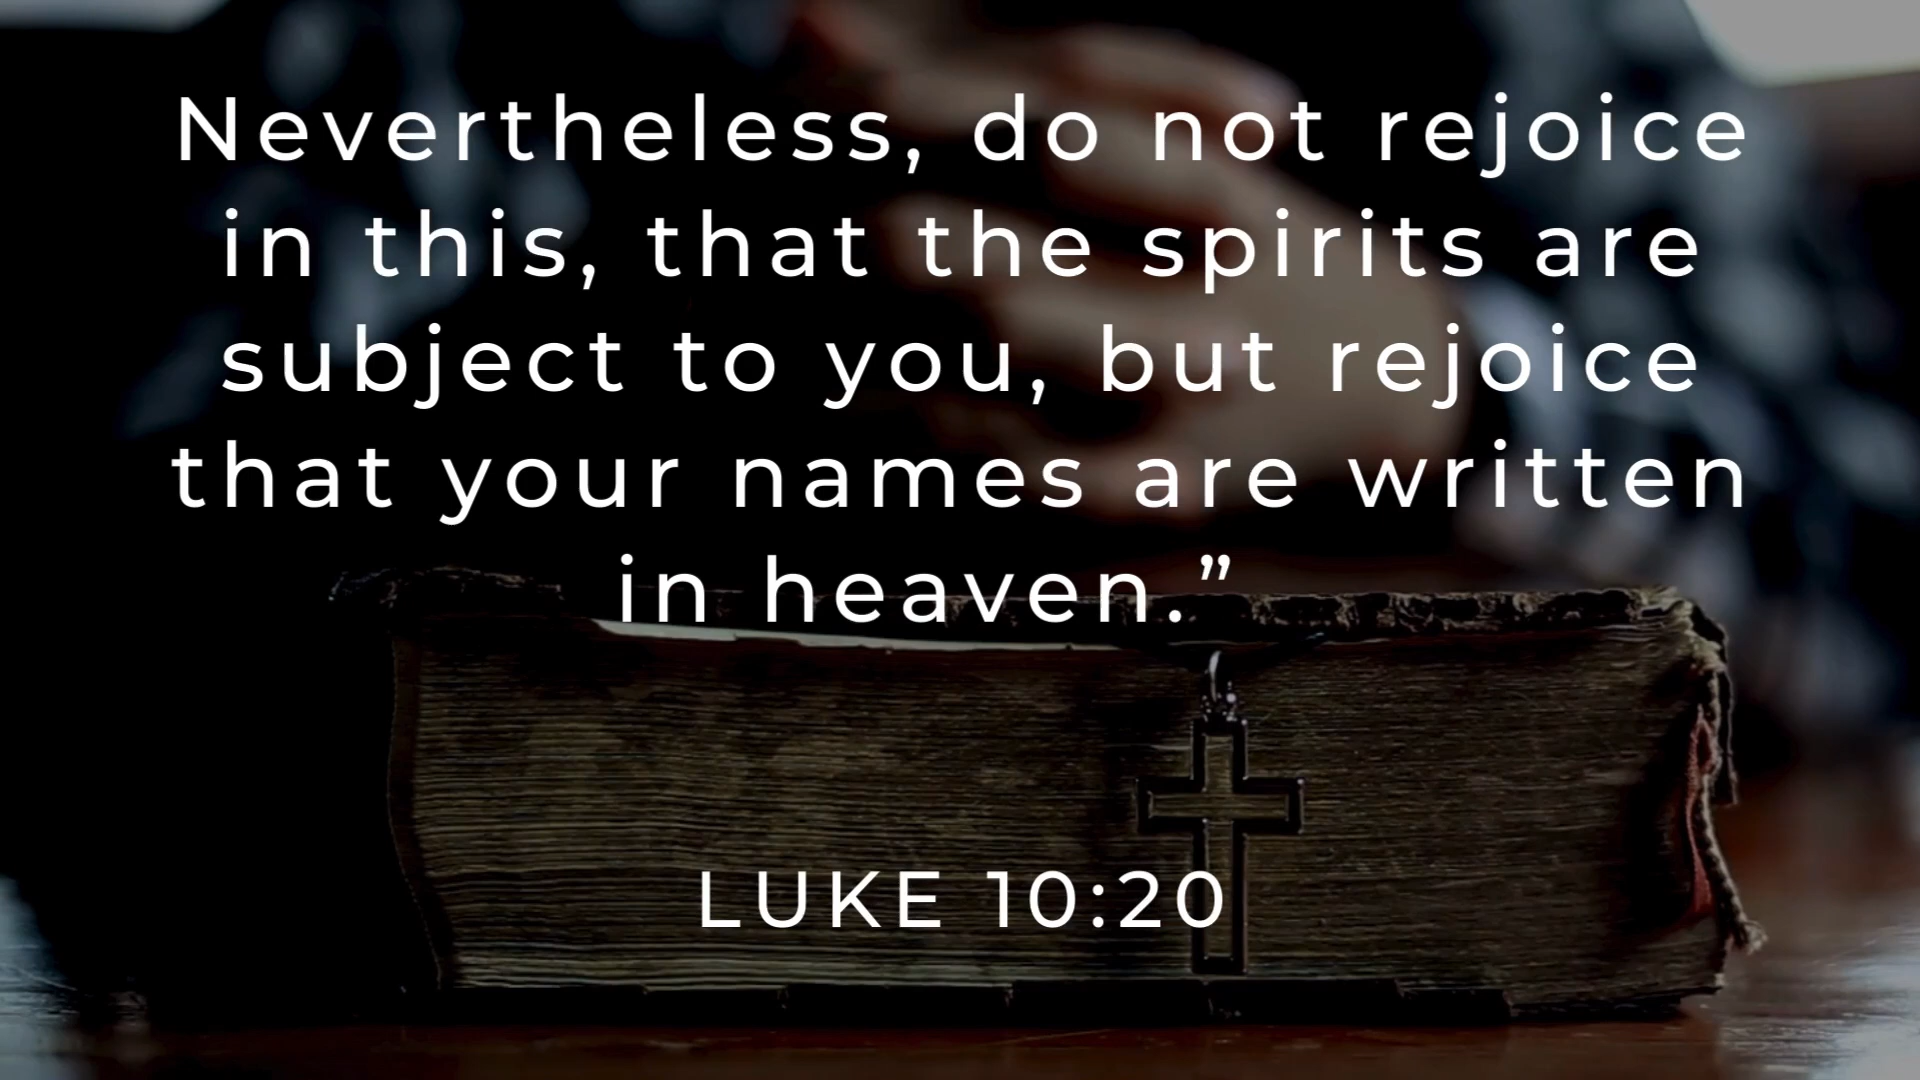 Nevertheless, do not rejoice
in this, that the spirits are
subject to you, but rejoice
that your names are written
in heaven.”
LUKE 10:20